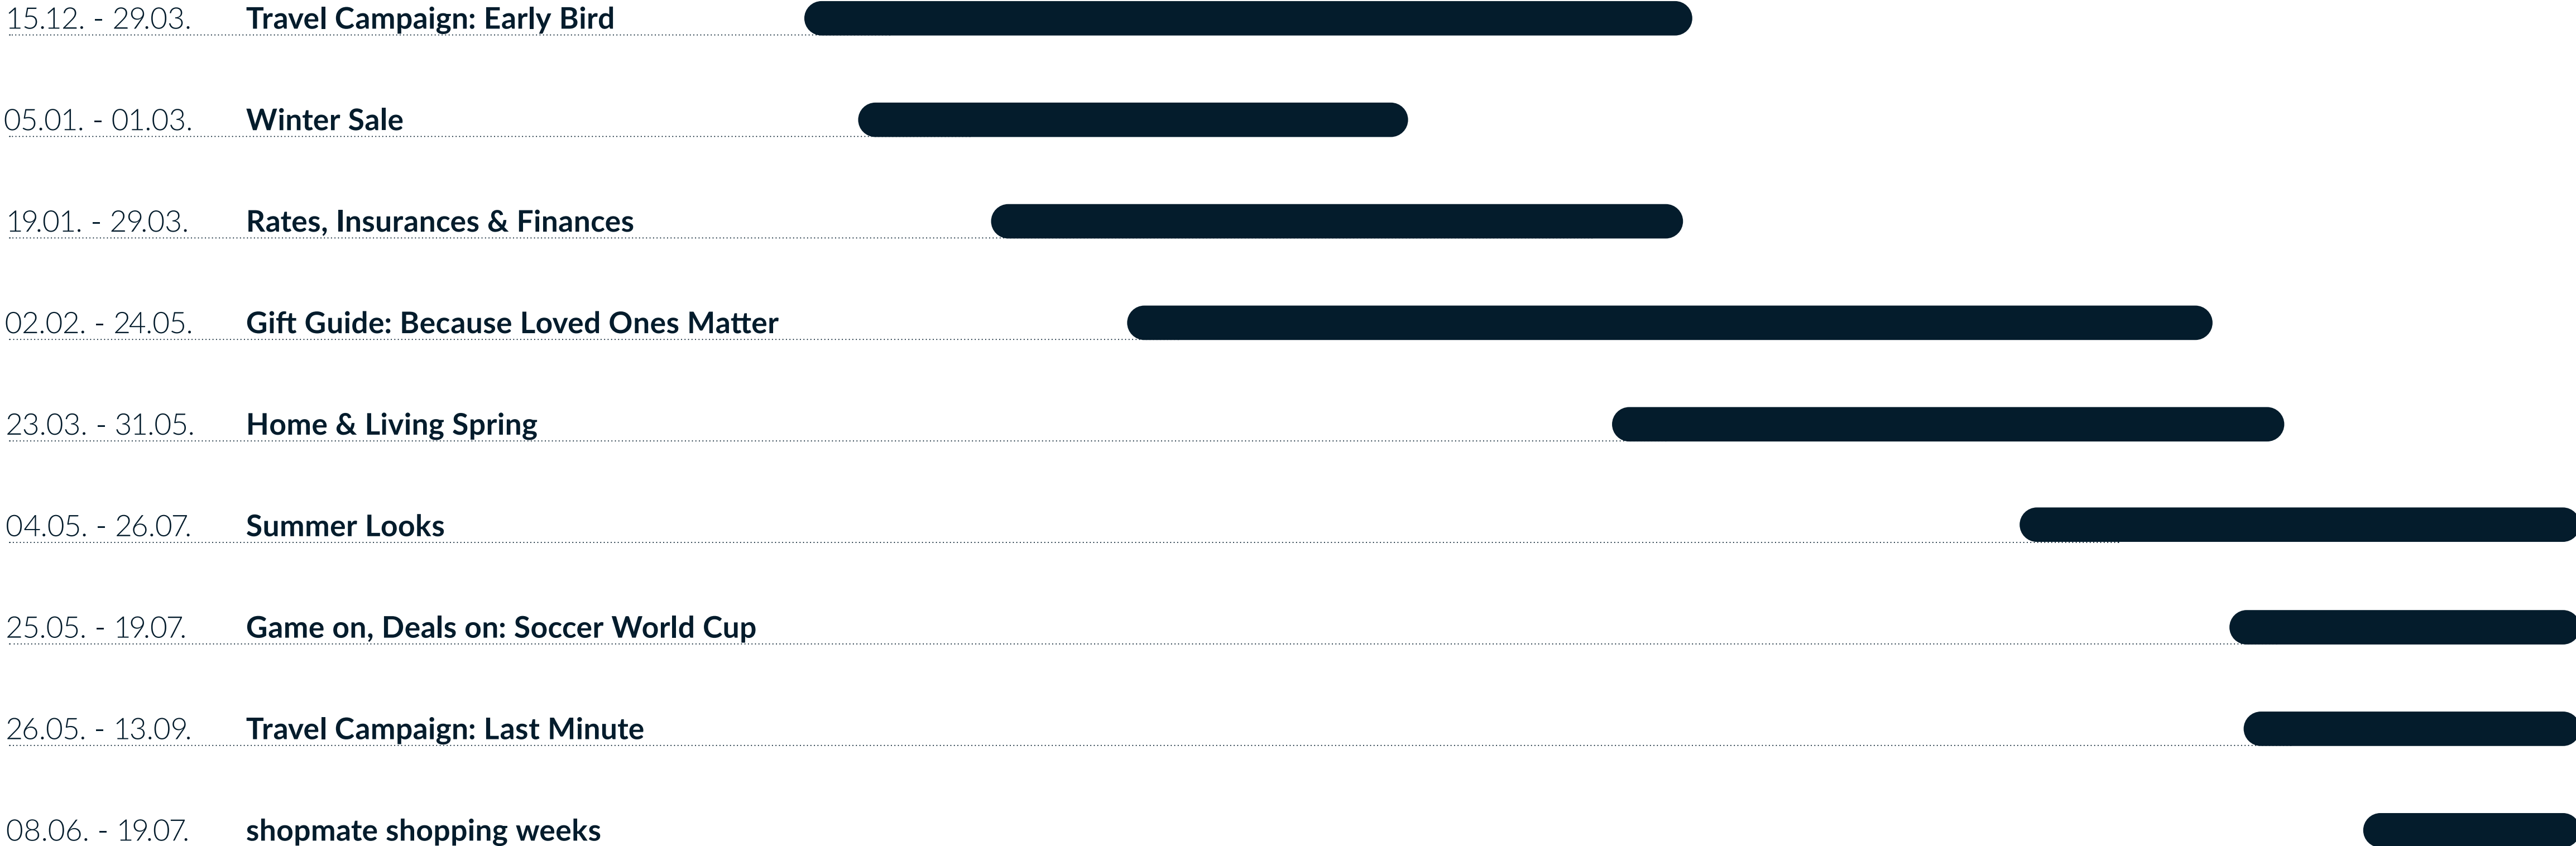 15.12. - 29.03. Travel Campaign: Early Bird
05.01. - 01.03. Winter Sale
19.01. - 29.03. Rates, Insurances & Finances
02.02. - 24.05. Gift Guide: Because Loved Ones Matter
23.03. - 31.05. Home & Living Spring
04.05. - 26.07. Summer Looks
25.05. - 19.07. Game on, Deals on: Soccer World Cup
26.05. - 13.09. Travel Campaign: Last Minute
08.06. - 19.07. shopmate shopping weeks